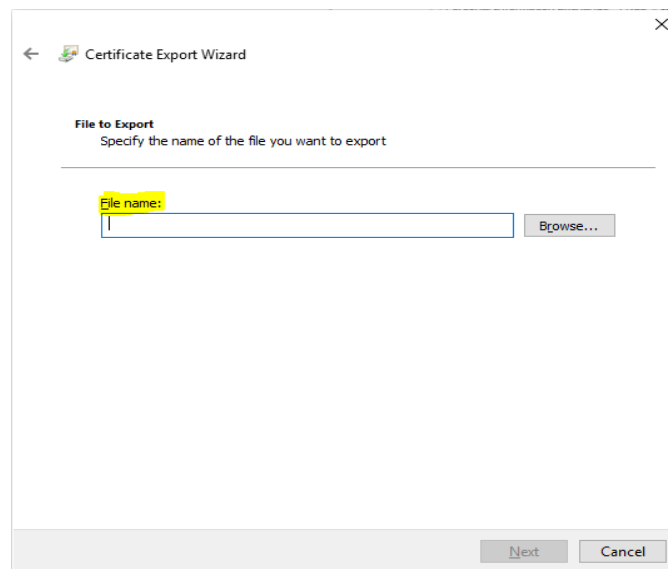 Certificate Export Wizard
File to Export
Specify the name of the file you want to export
File name:
Browse...
Next
Cancel